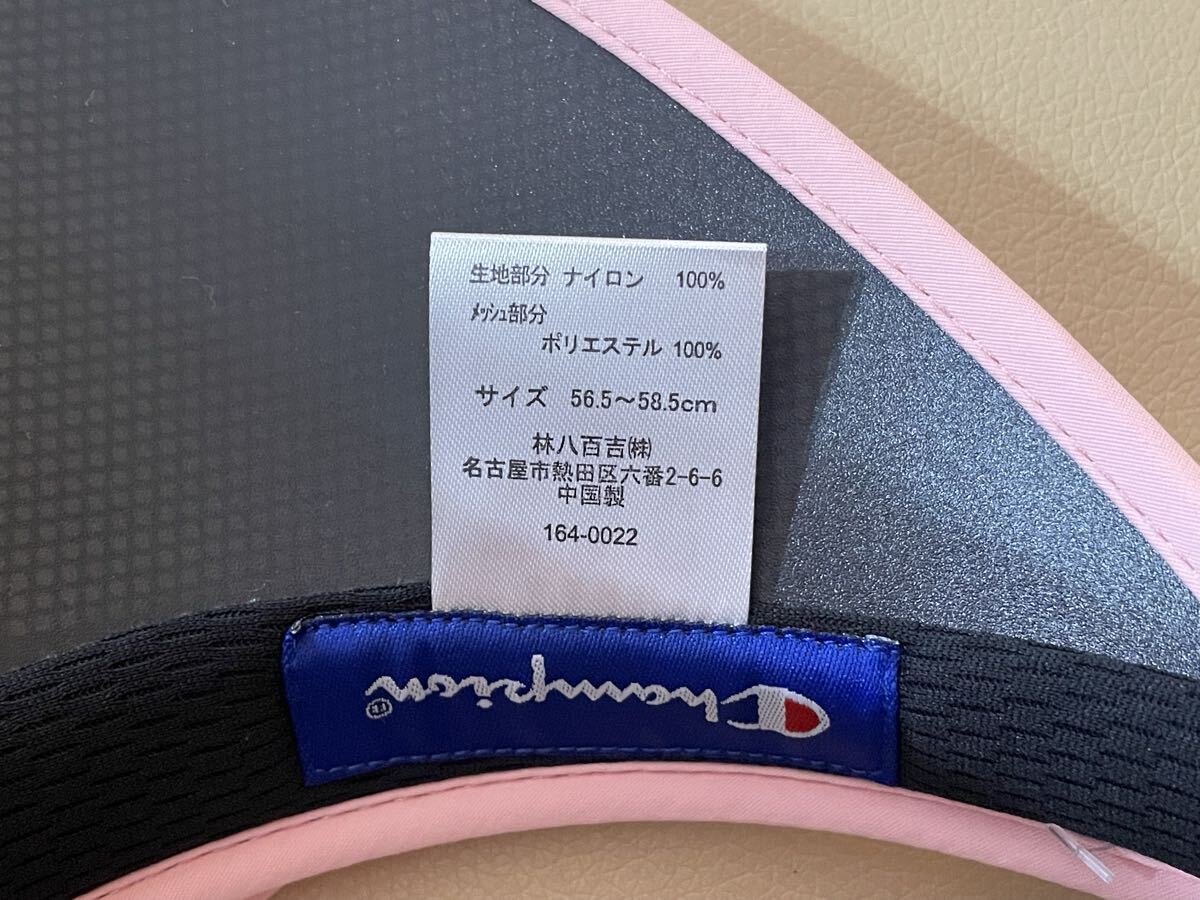 生地部分 ナイロン 100%
ﾒｯｼｭ部分
ポリエステル 100%
サイズ 56.5～58.5cm
林八百吉㈱
名古屋市熱田区六番2-6-6
中国製
164-0022
Champion